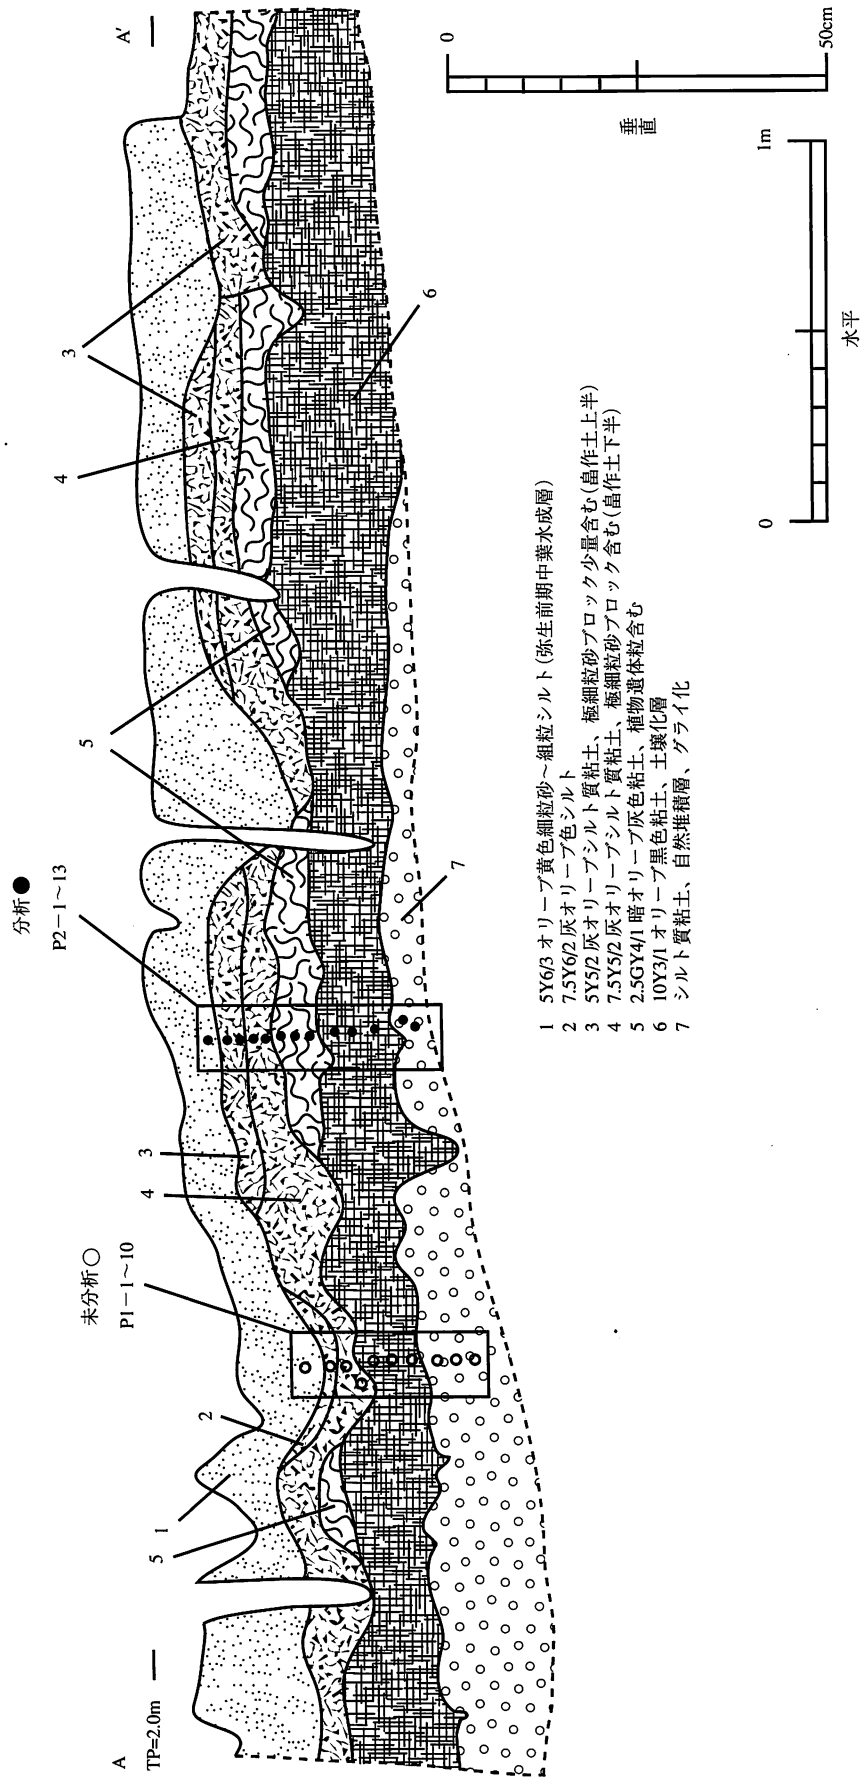 A
TP=2.0m
A′
分析●
P2－1～13
未分析○
P1－1～10
5
1
2
4
3
5
4
3
7
6
1 5Y6/3 オリーブ黄色細粒砂～組粒シルト(弥生前期中葉水成層)
2 7.5Y6/2 灰オリーブ色シルト
3 5Y5/2 灰オリーブシルト質粘土、極細粒砂ブロック少量含む(畠作土上半)
4 7.5Y5/2 灰オリーブシルト質粘土、極細粒砂ブロック含む(畠作土下半)
5 2.5GY4/1 暗オリーブ灰色粘土、植物遺体粒含む
6 10Y3/1 オリーブ黒色粘土、土壌化層
7 シルト質粘土、自然堆積層、グライ化
0
50cm
垂直
0
1m
水平